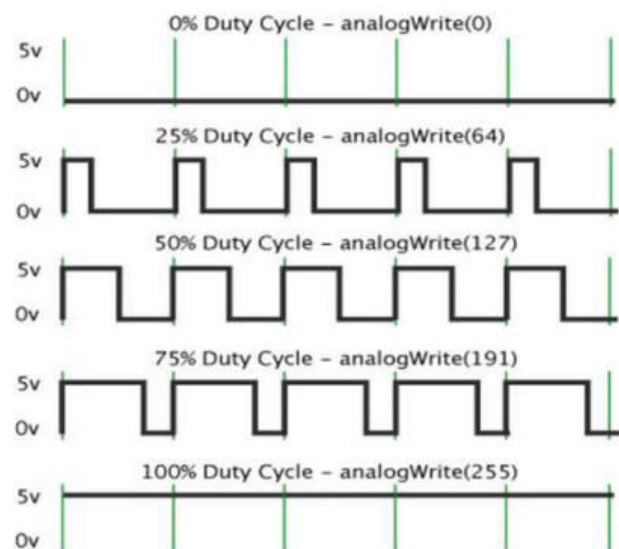 0% Duty Cycle – analogWrite(0)
5v
0v
25% Duty Cycle – analogWrite(64)
5v
0v
50% Duty Cycle – analogWrite(127)
5v
0v
75% Duty Cycle – analogWrite(191)
5v
0v
100% Duty Cycle – analogWrite(255)
5v
0v